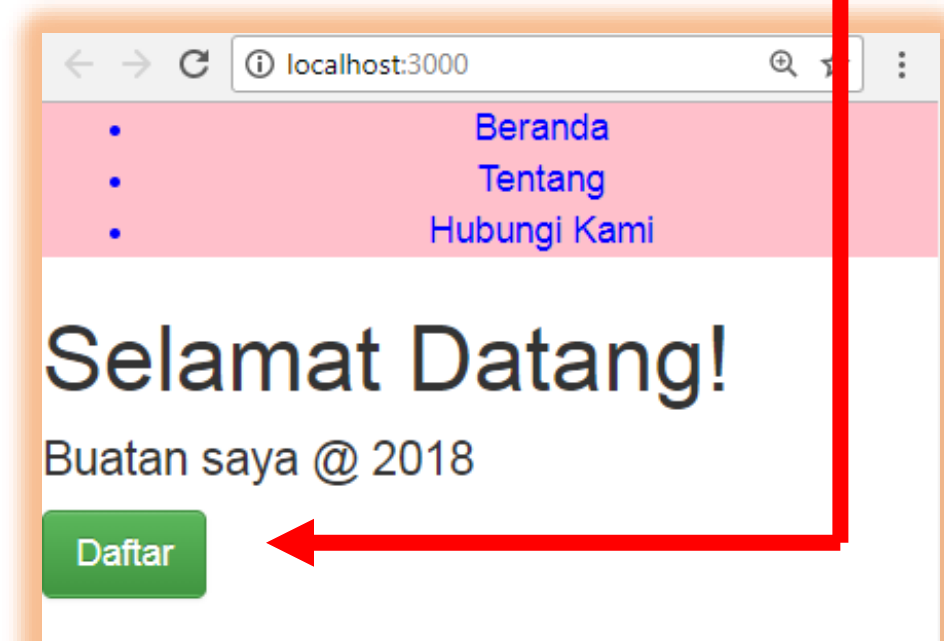 localhost:3000
Beranda
Tentang
Hubungi Kami
Selamat Datang!
Buatan saya @ 2018
Daftar